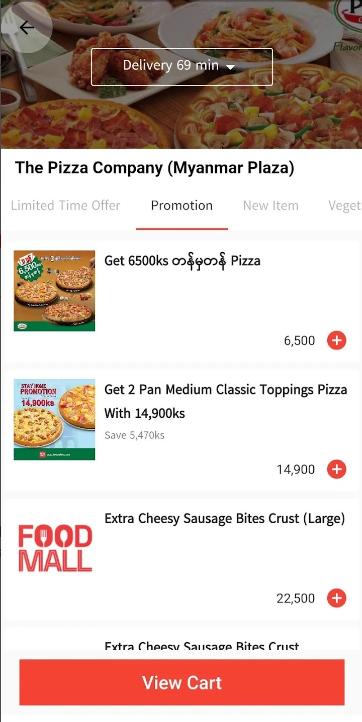 Delivery 69 min
The Pizza Company (Myanmar Plaza)
Limited Time Offer Promotion New Item Veget
Get 6500ks တန်မှတန် Pizza
6,500
STAY HOME
PROMOTION
14,900ks
Get 2 Pan Medium Classic Toppings Pizza
With 14,900ks
Save 5,470ks
14,900
FOOD
MALL
Extra Cheesy Sausage Bites Crust (Large)
22,500
Extra Cheesy Sausage Bites Crust
View Cart